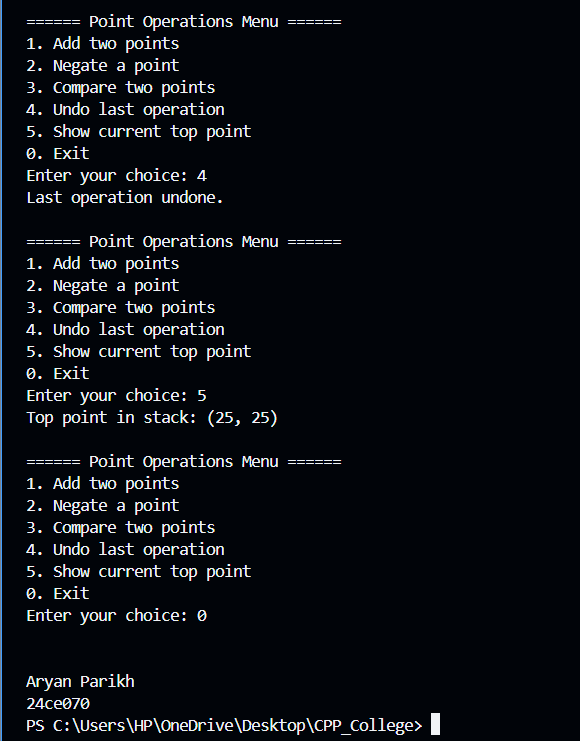 ====== Point Operations Menu ======
1. Add two points
2. Negate a point
3. Compare two points
4. Undo last operation
5. Show current top point
0. Exit
Enter your choice: 4
Last operation undone.
====== Point Operations Menu ======
1. Add two points
2. Negate a point
3. Compare two points
4. Undo last operation
5. Show current top point
0. Exit
Enter your choice: 5
Top point in stack: (25, 25)
====== Point Operations Menu ======
1. Add two points
2. Negate a point
3. Compare two points
4. Undo last operation
5. Show current top point
0. Exit
Enter your choice: 0
Aryan Parikh
24ce070
PS C:\Users\HP\OneDrive\Desktop\CPP_College>